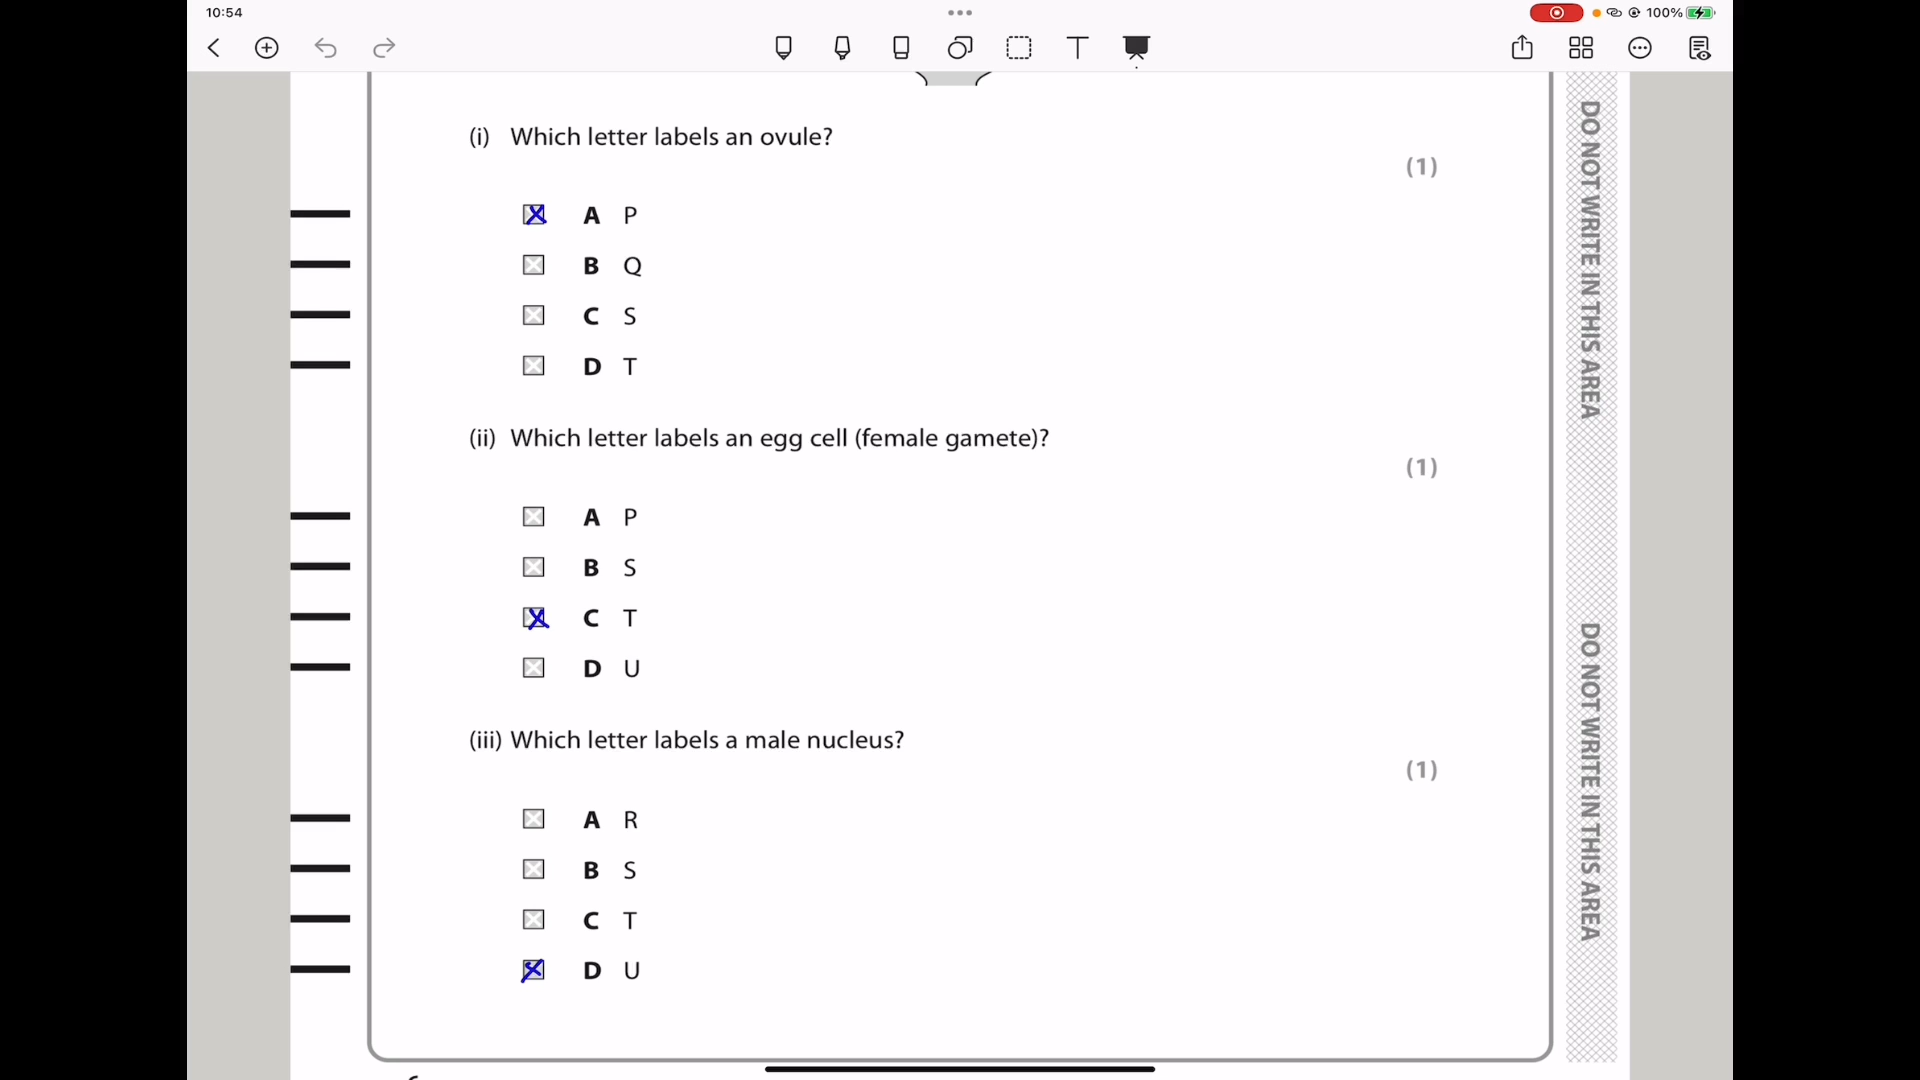 10:54
100%
(i) Which letter labels an ovule?
(1)
A P
B Q
C S
D T
(ii) Which letter labels an egg cell (female gamete)?
(1)
A P
B S
C T
D U
(iii) Which letter labels a male nucleus?
(1)
A R
B S
C T
D U
DO NOT WRITE IN THIS AREA
DO NOT WRITE IN THIS AREA